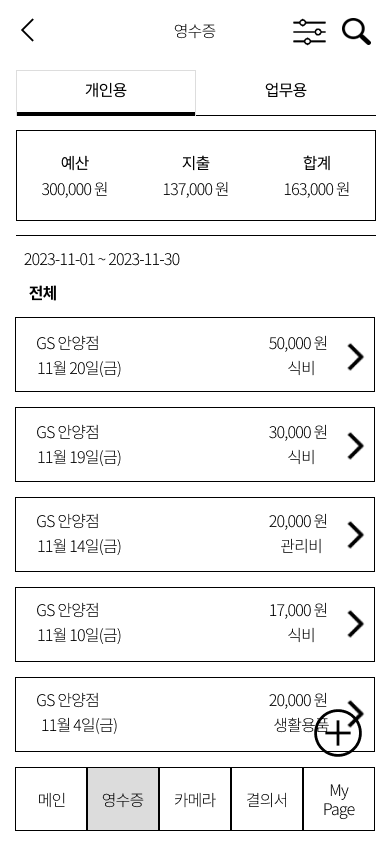 영수증
개인용 업무용
예산 지출 합계
300,000 원 137,000 원 163,000 원
2023-11-01 ~ 2023-11-30
전체
GS 안양점 50,000 원
11월 20일(금) 식비
GS 안양점 30,000 원
11월 19일(금) 식비
GS 안양점 20,000 원
11월 14일(금) 관리비
GS 안양점 17,000 원
11월 10일(금) 식비
GS 안양점 20,000 원
11월 4일(금) 생활용품
메인 영수증 카메라 결의서 My
Page